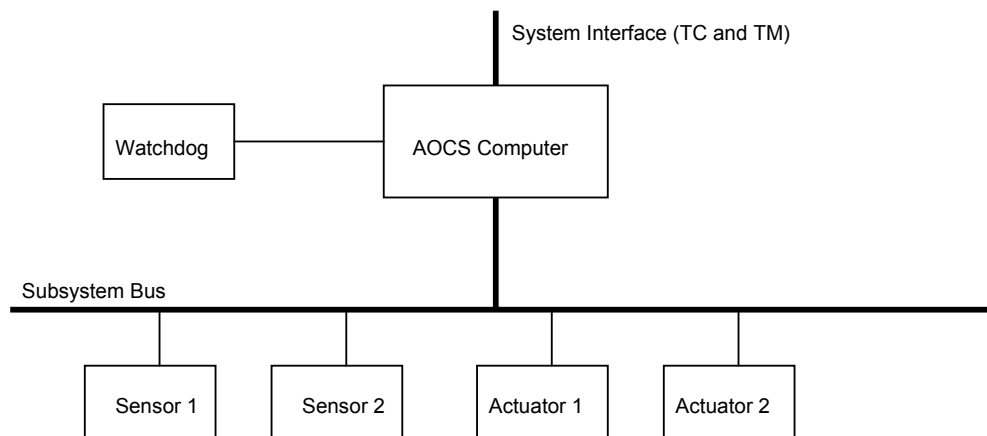 System Interface (TC and TM)
Watchdog
AOCS Computer
Subsystem Bus
Sensor 1
Sensor 2
Actuator 1
Actuator 2